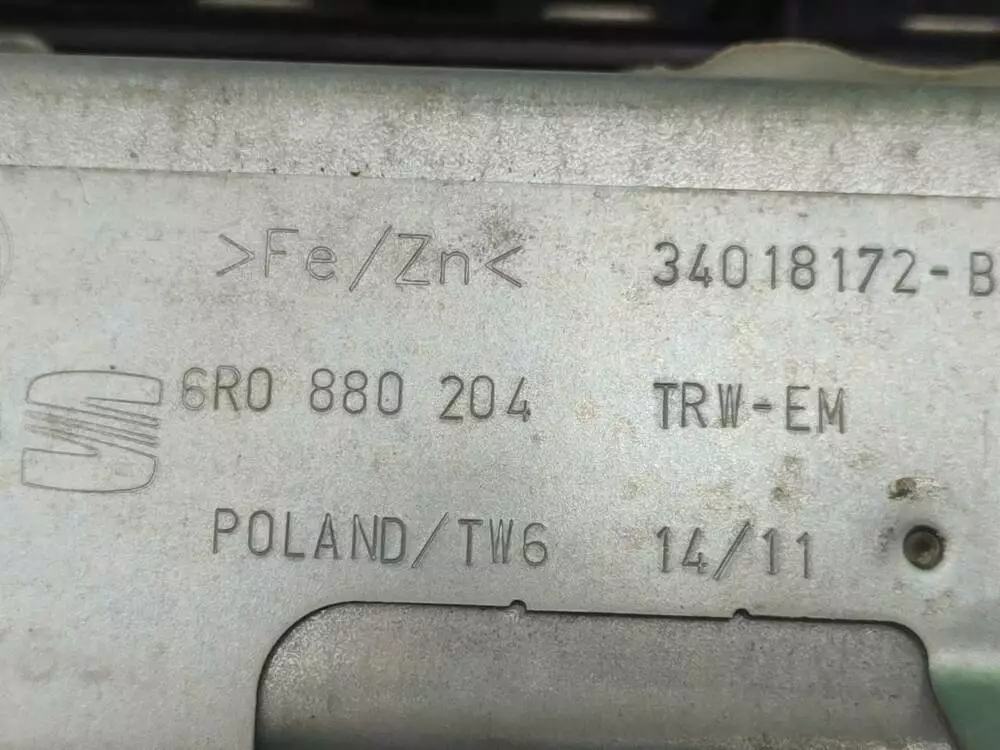 >Fe/Zn< 34018172-B
6R0 880 204 TRW-EM
POLAND/TW6 14/11